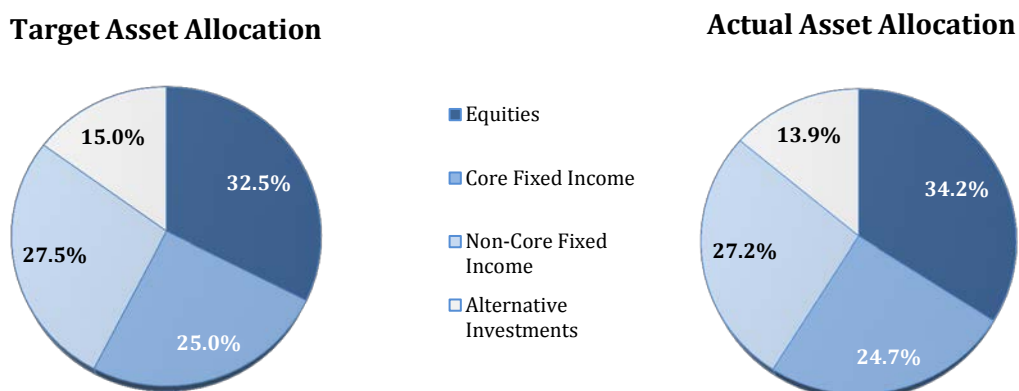 Target Asset Allocation
Actual Asset Allocation
15.0%
32.5%
27.5%
25.0%
Equities
Core Fixed Income
Non-Core Fixed
Income
Alternative
Investments
13.9%
34.2%
27.2%
24.7%